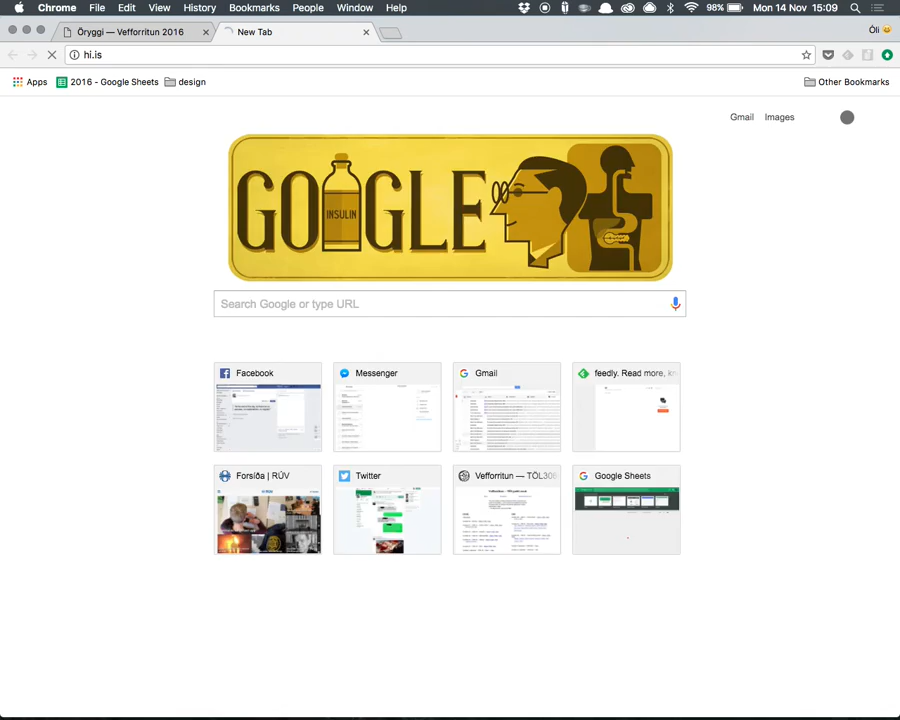 Chrome File Edit View History Bookmarks People Window Help 98% Mon 14 Nov 15:09
Öryggi — Vefforritun 2016 New Tab Óli
hi.is
Apps 2016 - Google Sheets design Other Bookmarks
Gmail Images
GOOGLE
INSULIN
Search Google or type URL
Facebook Messenger Gmail feedly. Read more, kn
Forsíða | RÚV Twitter Vefforritun — TÖL306 Google Sheets